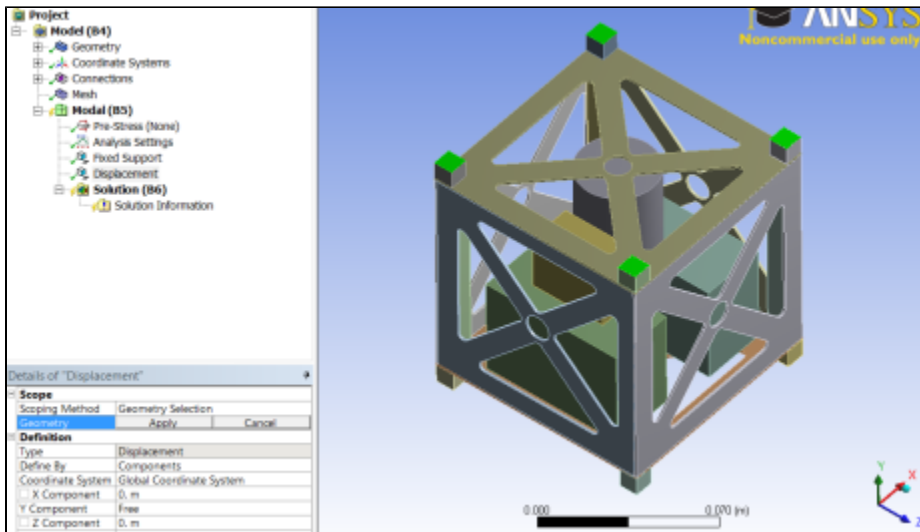 Project
Model (B4)
Geometry
Coordinate Systems
Connections
Mesh
Modal (B5)
Pre-Stress (None)
Analysis Settings
Fixed Support
Displacement
Solution (B6)
Solution Information
ANSYS
Noncommercial use only
Details of "Displacement"
Scope
Scoping Method Geometry Selection
Geometry Apply Cancel
Definition
Type Displacement
Define By Components
Coordinate System Global Coordinate System
X Component 0. m
Y Component Free
Z Component 0. m
0.000 0.070 (m)
Y
X
Z